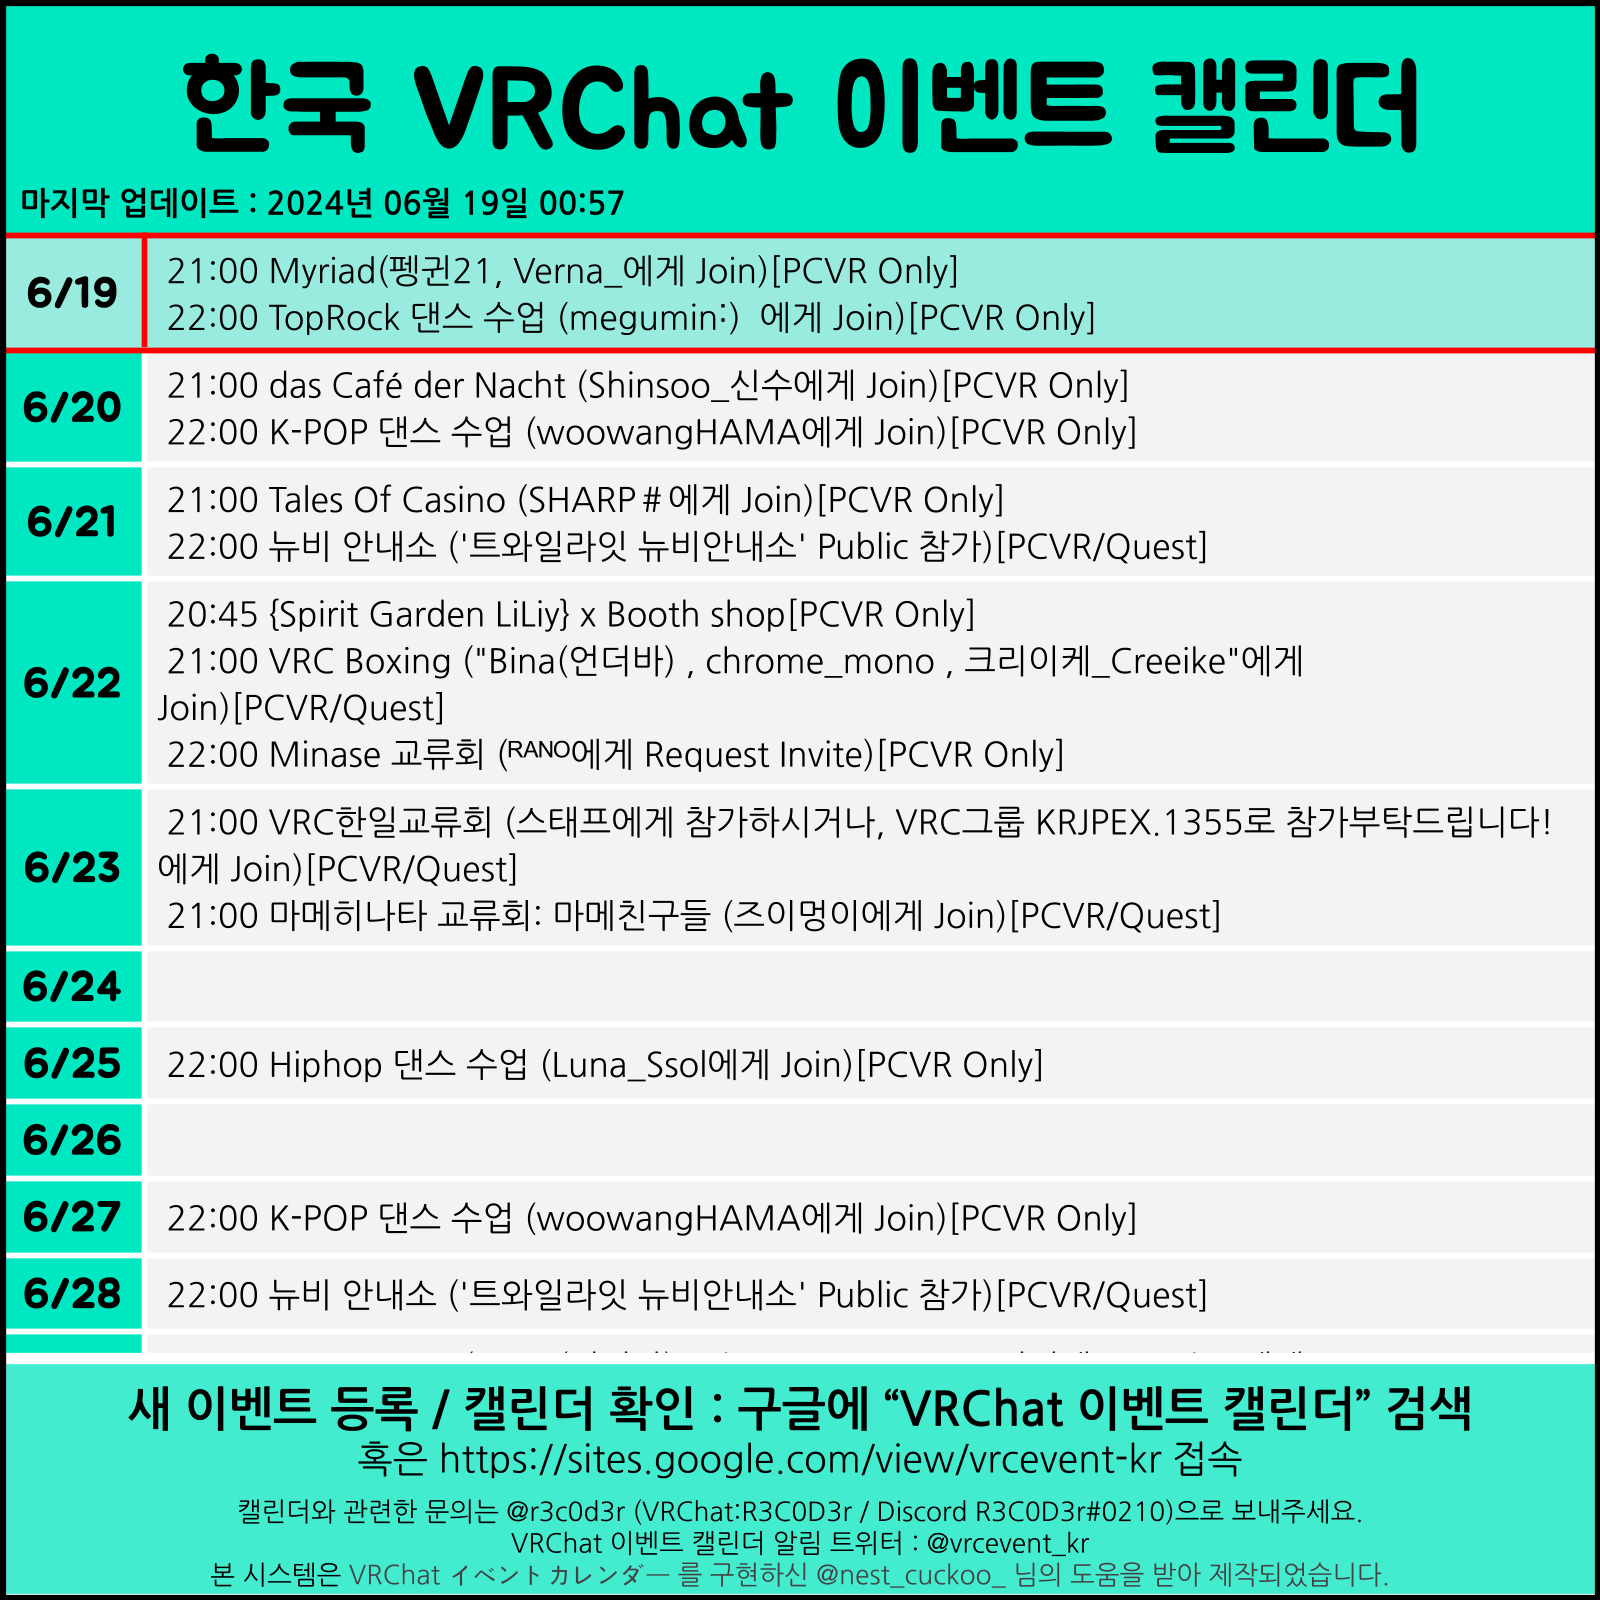 한국 VRChat 이벤트 캘린더
마지막 업데이트 : 2024년 06월 19일 00:57
6/19
21:00 Myriad(펭귄21, Verna_에게 Join)[PCVR Only]
22:00 TopRock 댄스 수업 (megumin:)  에게 Join)[PCVR Only]
6/20
21:00 das Café der Nacht (Shinsoo_신수에게 Join)[PCVR Only]
22:00 K-POP 댄스 수업 (woowangHAMA에게 Join)[PCVR Only]
6/21
21:00 Tales Of Casino (SHARP＃에게 Join)[PCVR Only]
22:00 뉴비 안내소 ('트와일라잇 뉴비안내소' Public 참가)[PCVR/Quest]
6/22
20:45 {Spirit Garden LiLiy} x Booth shop[PCVR Only]
21:00 VRC Boxing ("Bina(언더바) , chrome_mono , 크리이케_Creeike"에게
Join)[PCVR/Quest]
22:00 Minase 교류회 (ᴿᴬᴺᴼ에게 Request Invite)[PCVR Only]
6/23
21:00 VRC한일교류회 (스태프에게 참가하시거나, VRC그룹 KRJPEX.1355로 참가부탁드립니다!
에게 Join)[PCVR/Quest]
21:00 마메히나타 교류회: 마메친구들 (즈이멍이에게 Join)[PCVR/Quest]
6/24
6/25
22:00 Hiphop 댄스 수업 (Luna_Ssol에게 Join)[PCVR Only]
6/26
6/27
22:00 K-POP 댄스 수업 (woowangHAMA에게 Join)[PCVR Only]
6/28
22:00 뉴비 안내소 ('트와일라잇 뉴비안내소' Public 참가)[PCVR/Quest]
새 이벤트 등록 / 캘린더 확인 : 구글에 “VRChat 이벤트 캘린더” 검색
혹은 https://sites.google.com/view/vrcevent-kr 접속
캘린더와 관련한 문의는 @r3c0d3r (VRChat:R3C0D3r / Discord R3C0D3r#0210)으로 보내주세요.
VRChat 이벤트 캘린더 알림 트위터 : @vrcevent_kr
본 시스템은 VRChat イベントカレンダー 를 구현하신 @nest_cuckoo_ 님의 도움을 받아 제작되었습니다.